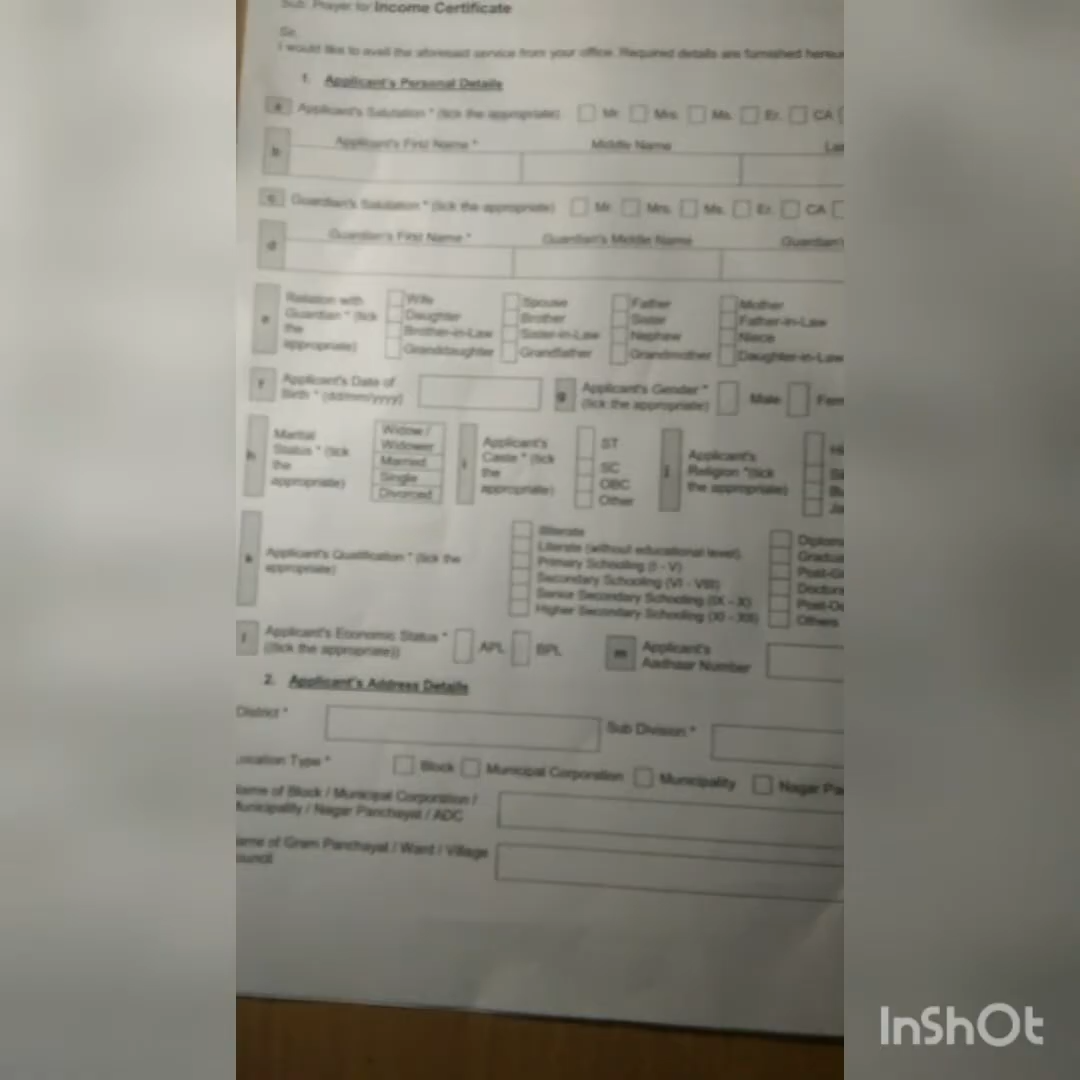 Sub: Prayer for Income Certificate
Sir,
I would like to avail the aforesaid service from your office. Required details are furnished
1. Applicant's Personal Details
a Applicant's Salutation * (tick the appropriate) Mr. Mrs. Ms. Er. CA
b Applicant's First Name * Middle Name
c Guardian's Salutation * (tick the appropriate) Mr. Mrs. Ms. Er. CA
d Guardian's First Name * Guardian's Middle Name Guardian's
e Relation with Guardian * (tick the appropriate)
Wife Spouse Father Mother
Daughter Brother Sister Father-in-Law
Brother-in-Law Sister-in-Law Nephew Niece
Granddaughter Grandfather Grandmother Daughter-in-Law
f Applicant's Date of Birth * (dd/mm/yyyy)
g Applicant's Gender * (tick the appropriate) Male
h Marital Status * (tick the appropriate)
Widow / Widower
Married
Single
Divorced
i Applicant's Caste * (tick the appropriate)
ST
SC
OBC
Other
j Applicant's Religion *(tick the appropriate)
k Applicant's Qualification * (tick the appropriate)
Illiterate
Literate (without educational level)
Primary Schooling (I - V)
Secondary Schooling (VI - VIII)
Senior Secondary Schooling (IX - X)
Higher Secondary Schooling (XI - XII)
Others
l Applicant's Economic Status * ((tick the appropriate)) APL BPL
m Applicant's Aadhaar Number
2. Applicant's Address Details
District * Sub Division *
Type * Block Municipal Corporation Municipality Nagar
of Block / Municipal Corporation /
/ Nagar Panchayat / ADC
of Gram Panchayat / Ward / Village
InShOt